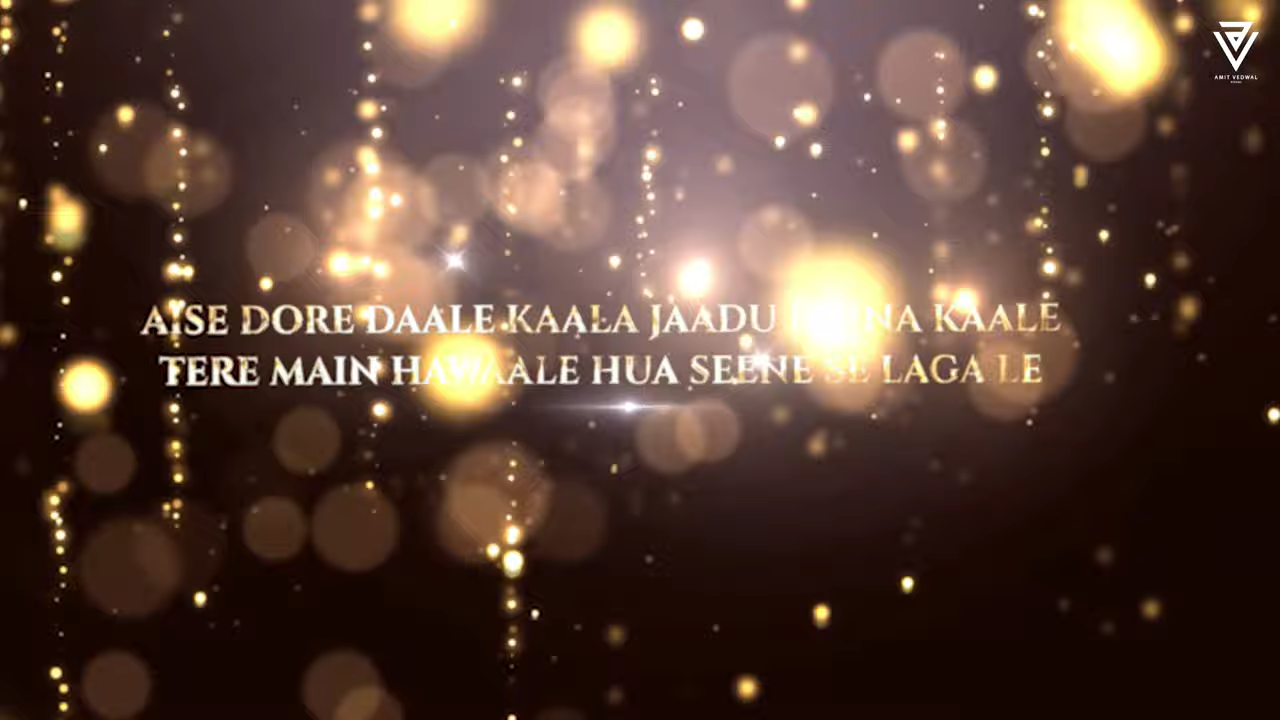 AISE DORE DAALE KAALA JAADU NA KAALE
TERE MAIN HAWAALE HUA SEENE SE LAGA LE
AMIT VEDWAL